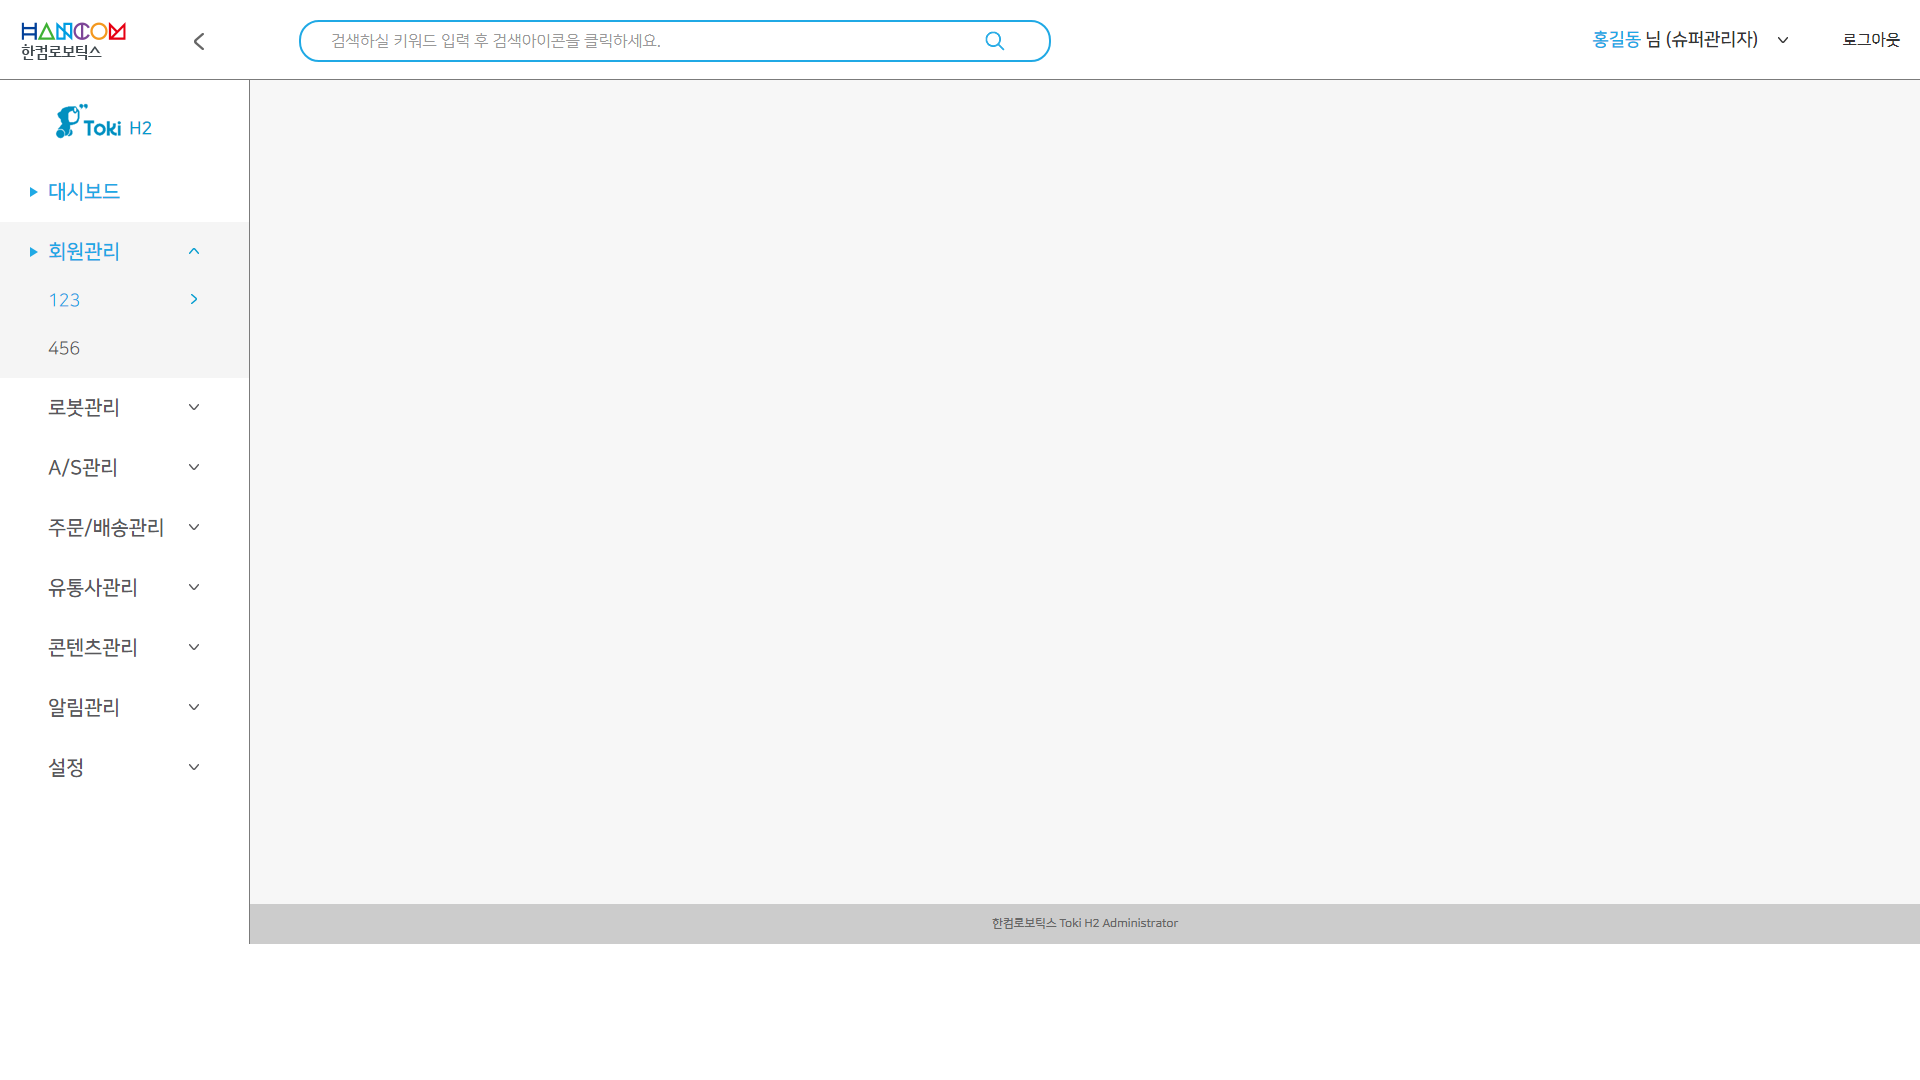 HANCOM
한컴로보틱스
검색하실 키워드 입력 후 검색아이콘을 클릭하세요.
홍길동 님 (슈퍼관리자)
로그아웃
Toki H2
대시보드
회원관리
123
456
로봇관리
A/S관리
주문/배송관리
유통사관리
콘텐츠관리
알림관리
설정
한컴로보틱스 Toki H2 Administrator